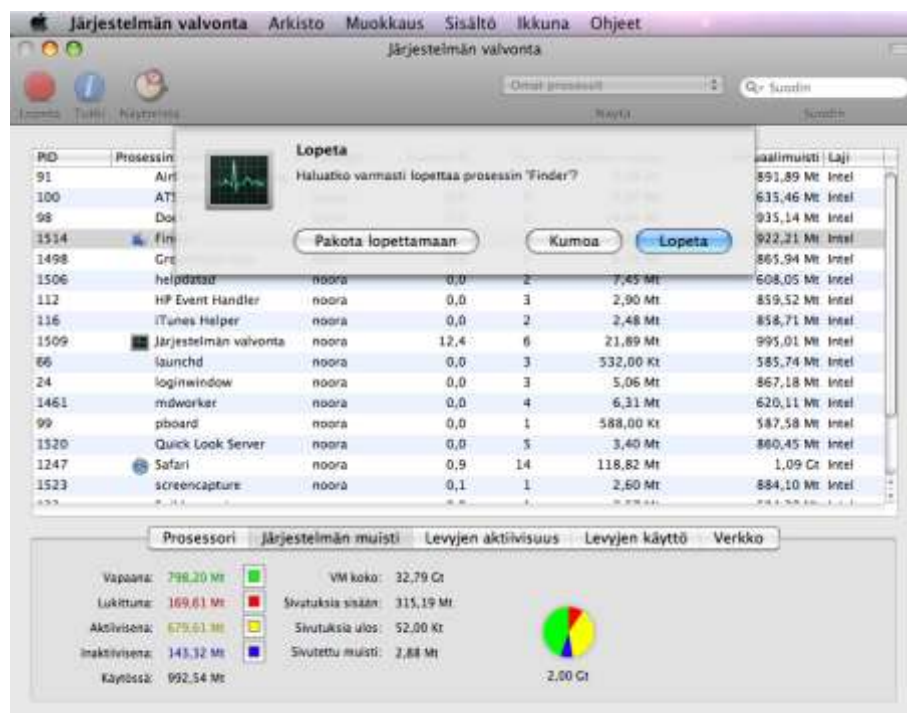 Järjestelmän valvonta Arkisto Muokkaus Sisältö Ikkuna Ohjeet
Järjestelmän valvonta
Omat prosessit
Suodin
Lopeta Tutki Näytteistä Näytä Suodin
Lopeta
Haluatko varmasti lopettaa prosessin 'Finder'?
Pakota lopettamaan Kumoa Lopeta
PID Laji
91 891,89 Mt Intel
100 635,46 Mt Intel
98 935,14 Mt Intel
1514 922,21 Mt Intel
1498 865,94 Mt Intel
1506 helpdatad noora 0,0 2 7,45 Mt 608,05 Mt Intel
112 HP Event Handler noora 0,0 3 2,90 Mt 859,52 Mt Intel
116 iTunes Helper noora 0,0 2 2,48 Mt 858,71 Mt Intel
1509 Järjestelmän valvonta noora 12,4 6 21,89 Mt 995,01 Mt Intel
66 launchd noora 0,0 3 532,00 Kt 585,74 Mt Intel
24 loginwindow noora 0,0 3 5,06 Mt 867,18 Mt Intel
1461 mdworker noora 0,0 4 6,31 Mt 620,11 Mt Intel
99 pboard noora 0,0 1 588,00 Kt 587,58 Mt Intel
1520 Quick Look Server noora 0,0 5 3,40 Mt 860,45 Mt Intel
1247 Safari noora 0,9 14 118,82 Mt 1,09 Gt Intel
1523 screencapture noora 0,1 1 2,60 Mt 884,10 Mt Intel
Prosessori Järjestelmän muisti Levyjen aktiivisuus Levyjen käyttö Verkko
Vapaana: 798,20 Mt VM koko: 32,79 Gt
Lukittuna: 169,61 Mt Sivutuksia sisään: 315,19 Mt
Aktiivisena: 679,61 Mt Sivutuksia ulos: 52,00 Kt
Inaktiivisena: 143,32 Mt Sivutettu muisti: 2,88 Mt
Käytössä: 992,54 Mt 2,00 Gt